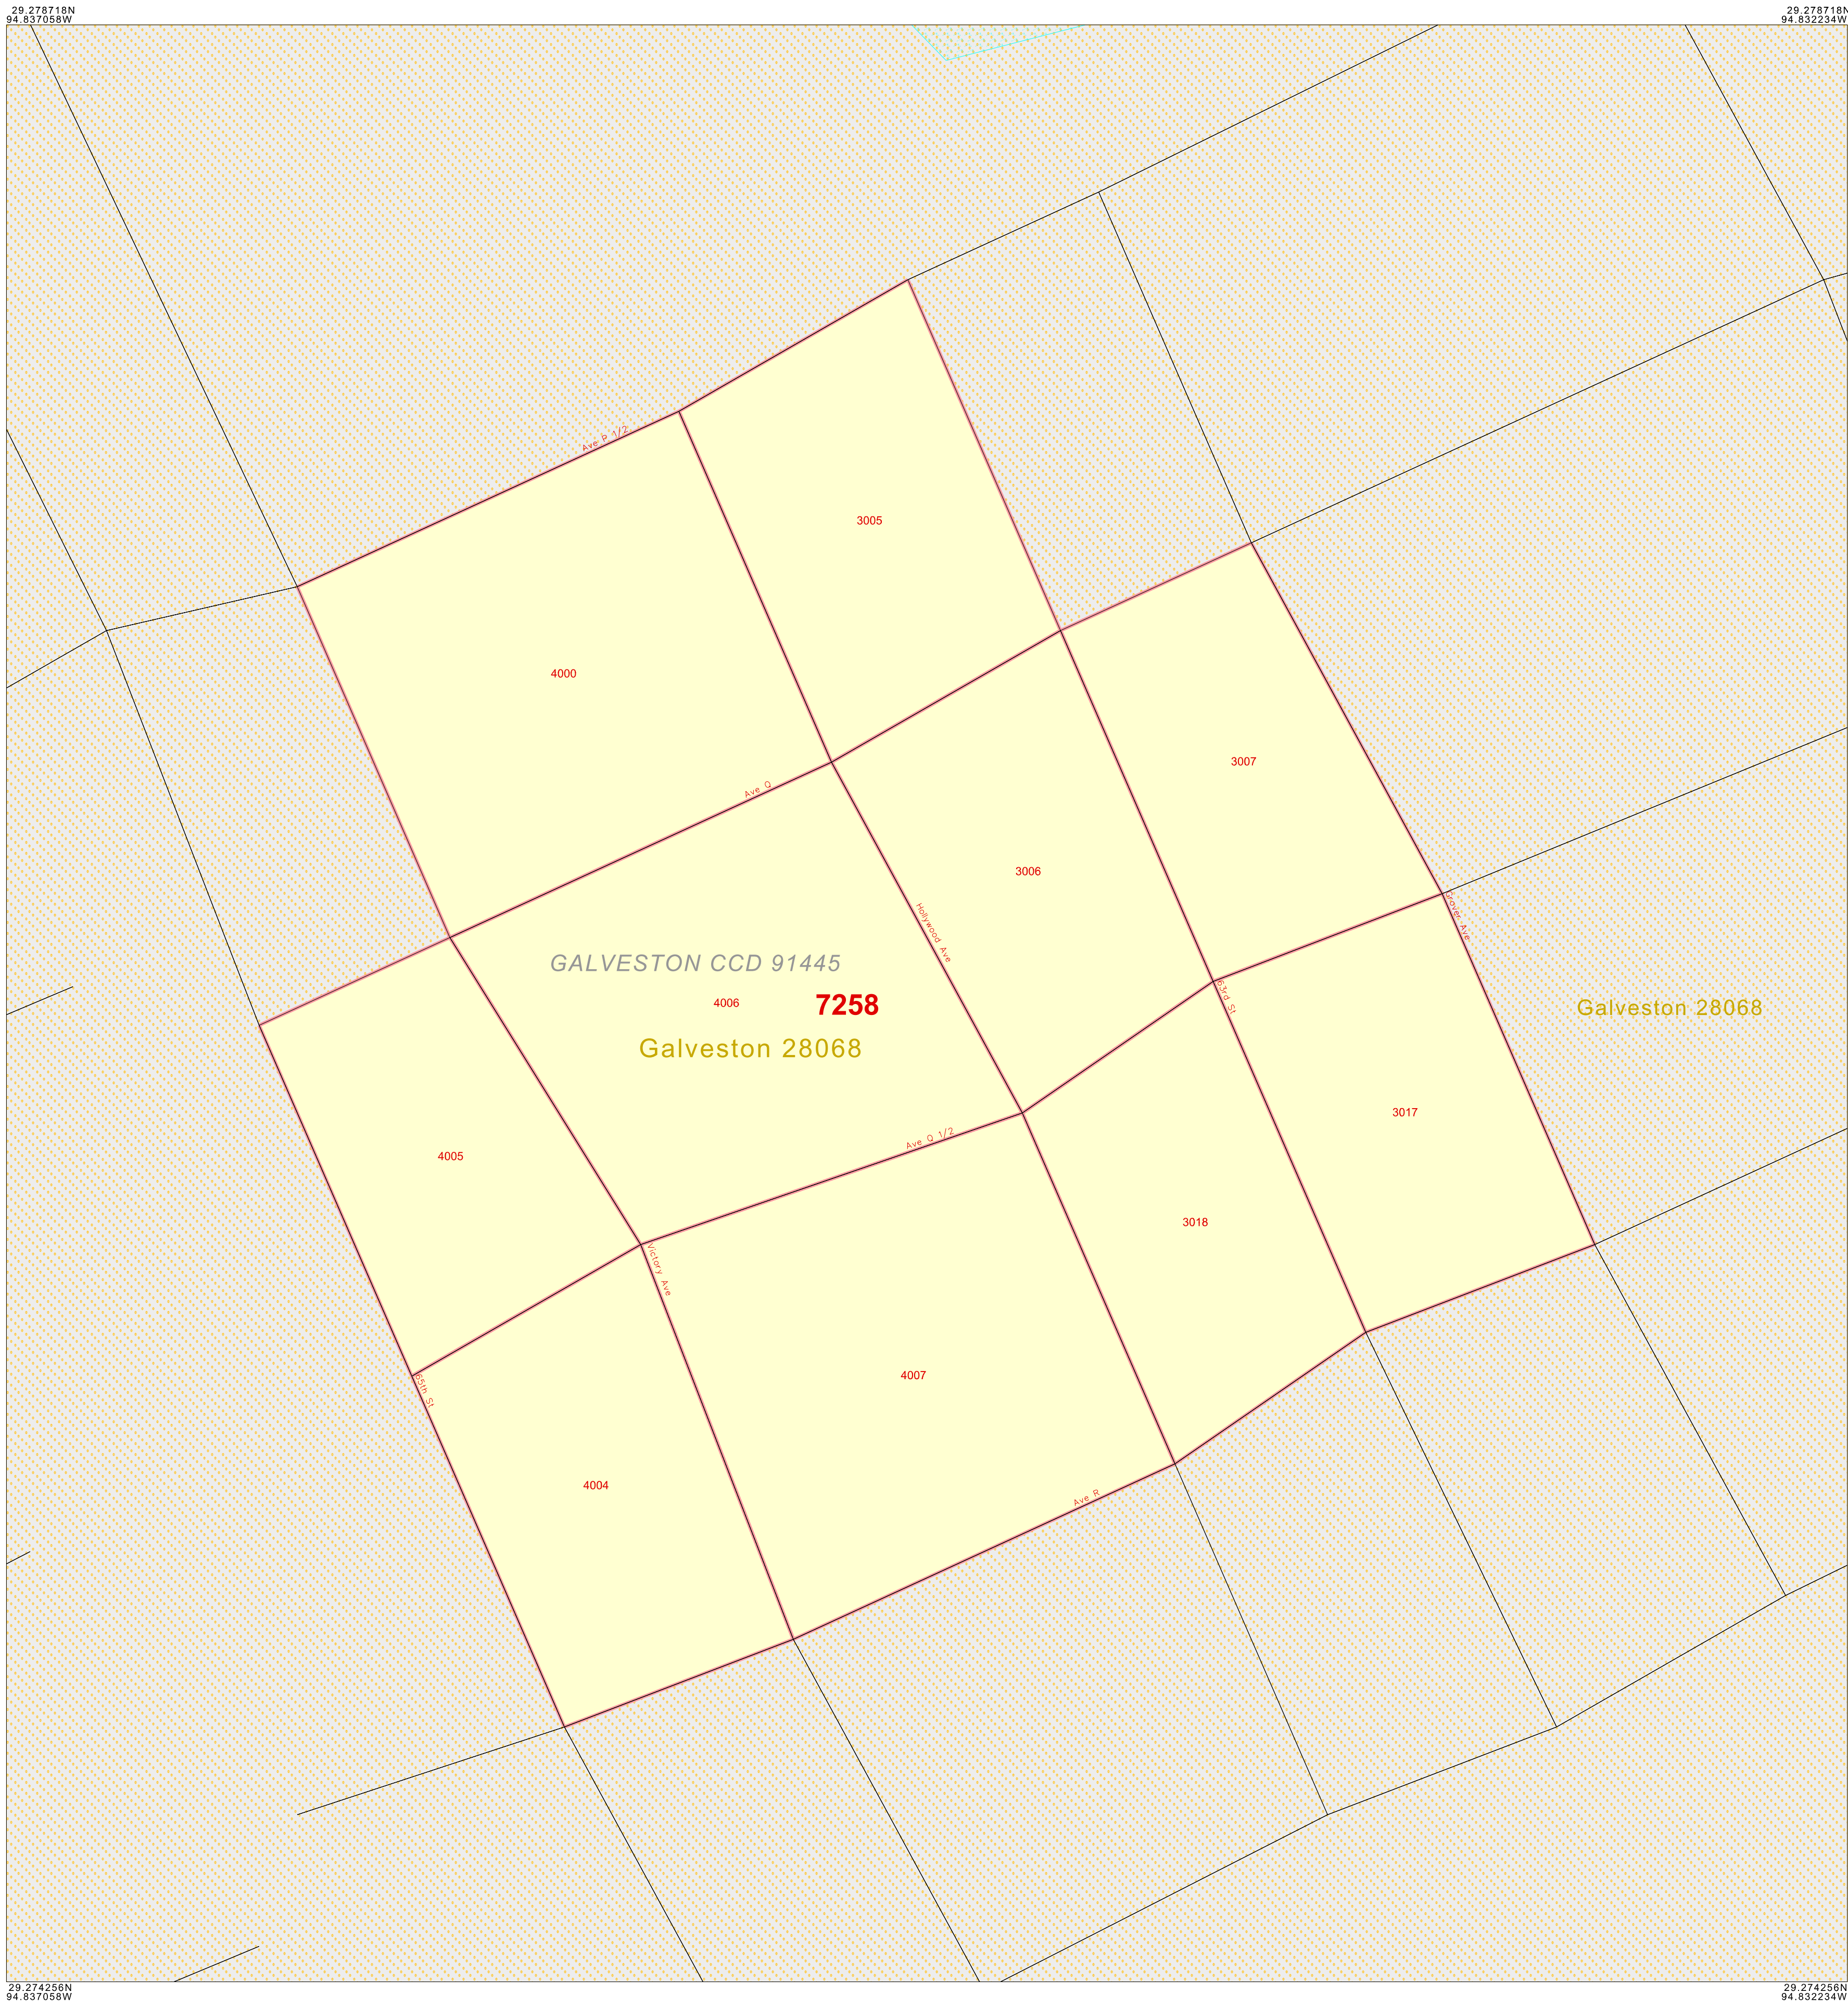 29.278718N
94.837058W
29.278718N
94.832234W
Ave P 1/2
3005
4000
3007
Ave Q
3006
Hollywood Ave
Grover Ave
GALVESTON CCD 91445
4006
7258
63rd St
Galveston 28068
Galveston 28068
3017
Ave Q 1/2
4005
3018
Victory Ave
65th St
4007
4004
Ave R
29.274256N
94.837058W
29.274256N
94.832234W